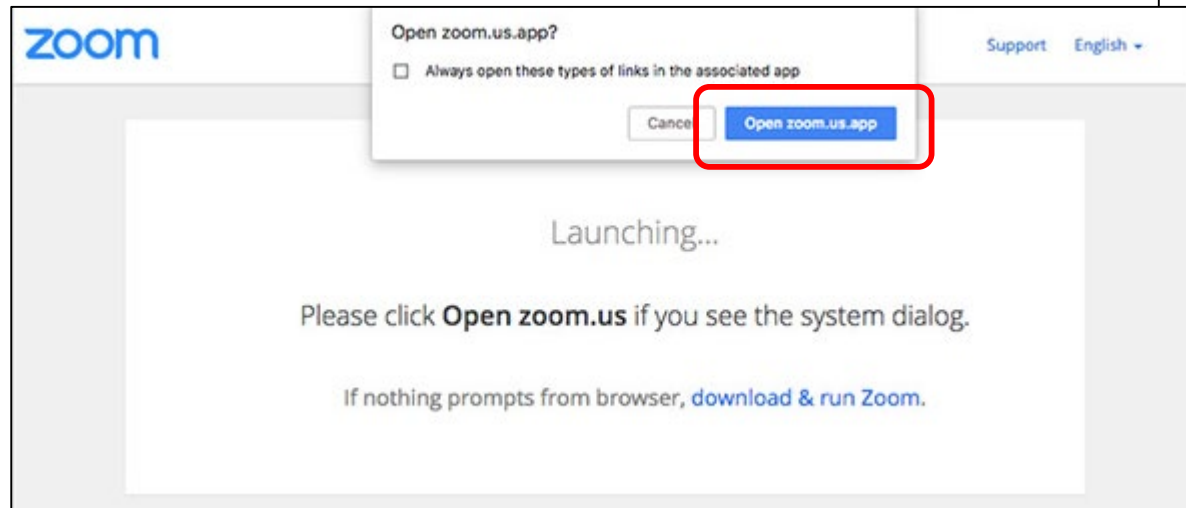 zoom
Open zoom.us.app?
Always open these types of links in the associated app
Cancel
Open zoom.us.app
Support English
Launching...
Please click Open zoom.us if you see the system dialog.
If nothing prompts from browser, download & run Zoom.